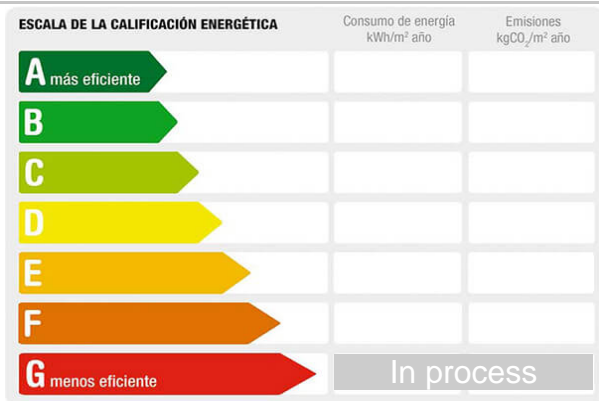 ESCALA DE LA CALIFICACIÓN ENERGÉTICA
Consumo de energía
kWh/m² año
Emisiones
kgCO₂/m² año
A más eficiente
B
C
D
E
F
G menos eficiente
In process